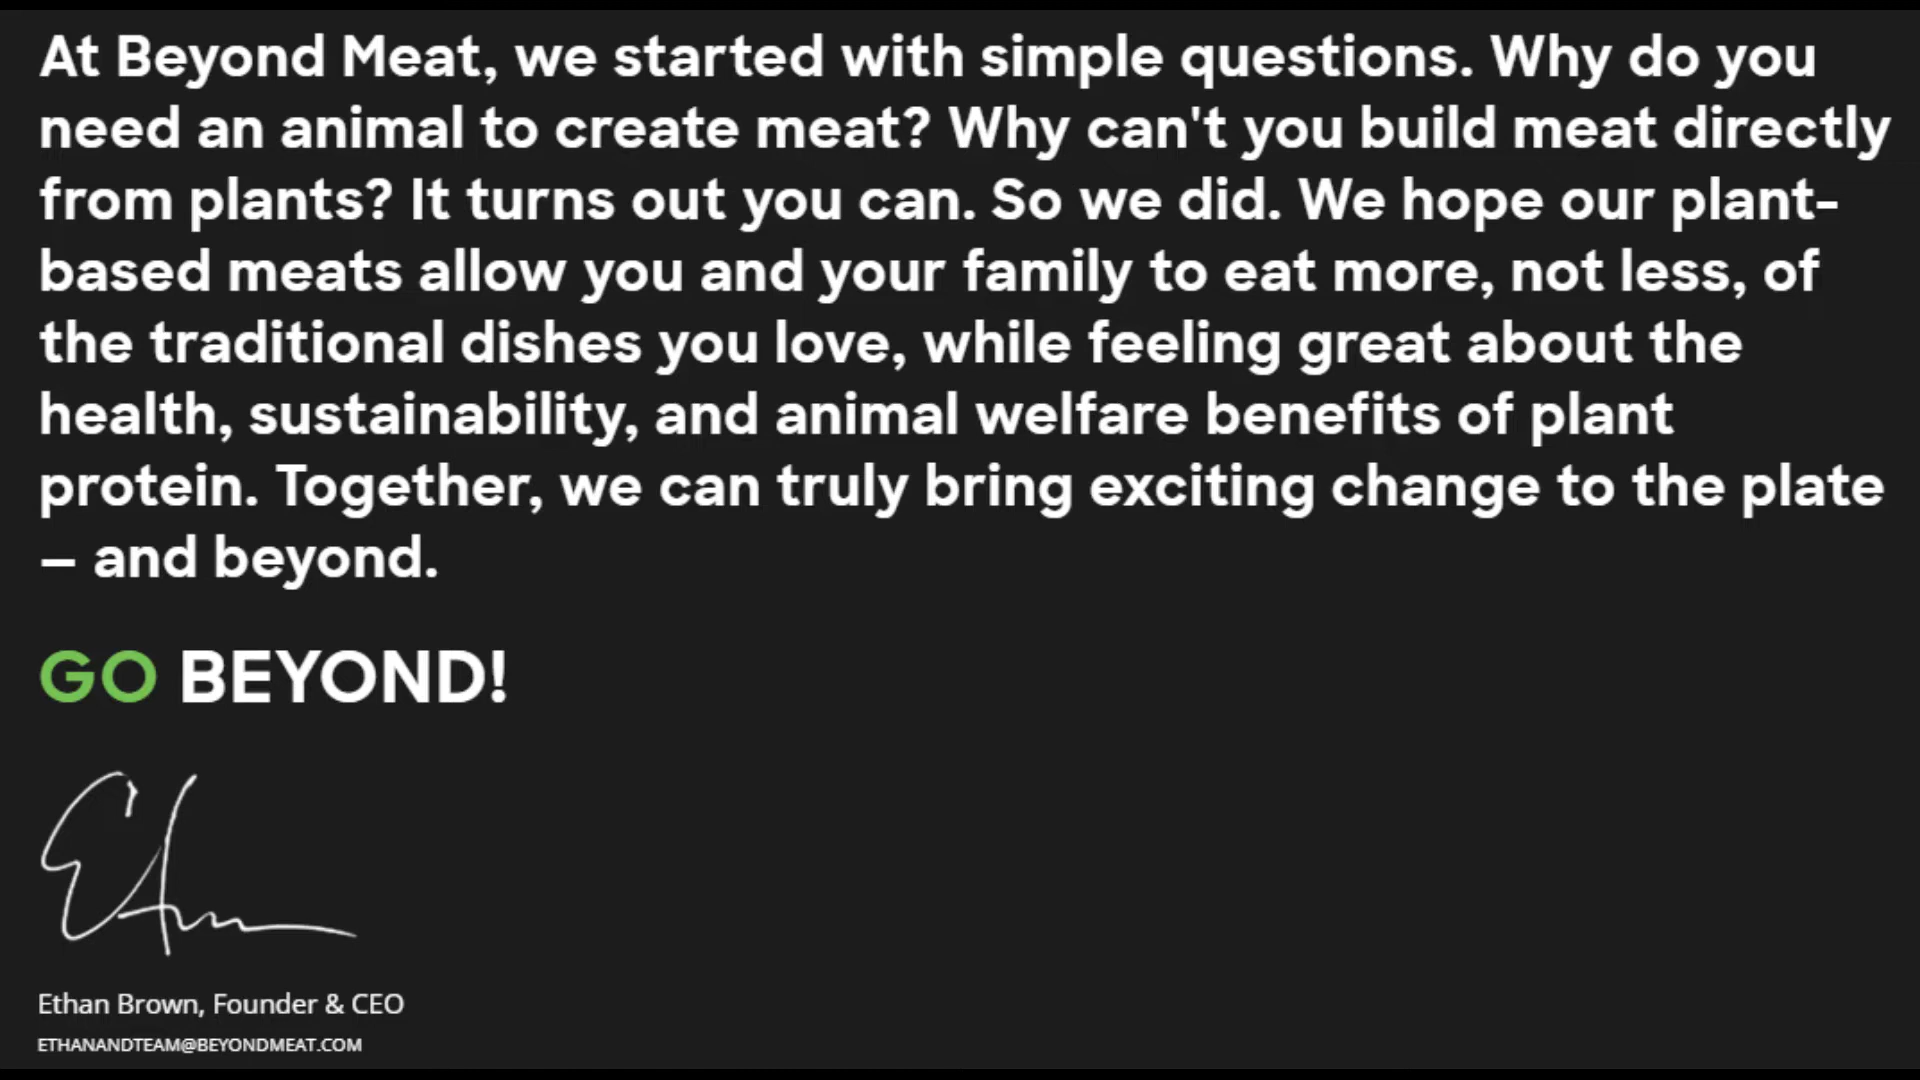 At Beyond Meat, we started with simple questions. Why do you
need an animal to create meat? Why can't you build meat directly
from plants? It turns out you can. So we did. We hope our plant-
based meats allow you and your family to eat more, not less, of
the traditional dishes you love, while feeling great about the
health, sustainability, and animal welfare benefits of plant
protein. Together, we can truly bring exciting change to the plate
— and beyond.
GO BEYOND!
Ethan Brown, Founder & CEO
ETHANANDTEAM@BEYONDMEAT.COM